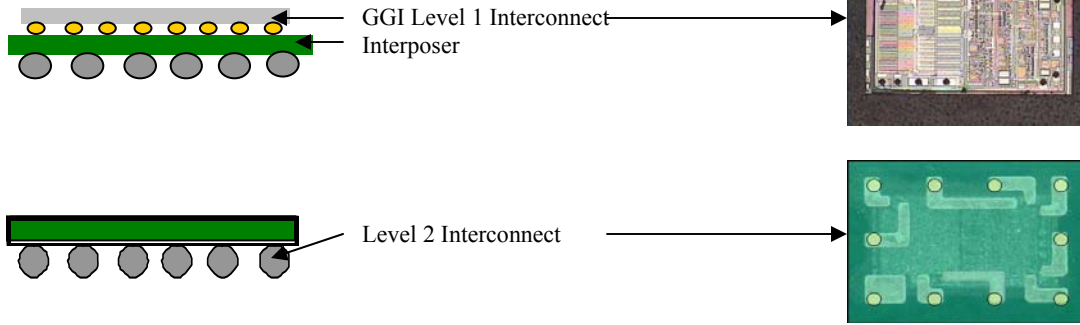 GGI Level 1 Interconnect
Interposer
Level 2 Interconnect